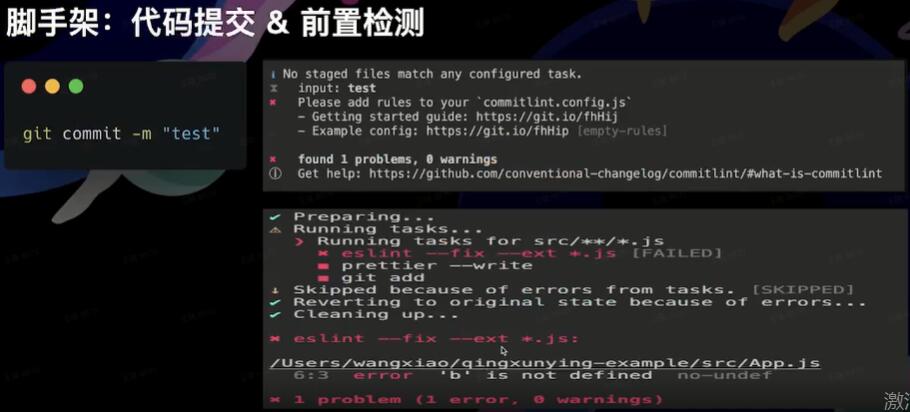 脚手架：代码提交 & 前置检测
git commit -m "test"
ℹ No staged files match any configured task.
⧗ input: test
✖ Please add rules to your `commitlint.config.js`
- Getting started guide: https://git.io/fhHij
- Example config: https://git.io/fhHip [empty-rules]
✖ found 1 problems, 0 warnings
ⓘ Get help: https://github.com/conventional-changelog/commitlint/#what-is-commitlint
✔ Preparing...
⚠ Running tasks...
❯ Running tasks for src/**/*.js
✖ eslint --fix --ext *.js [FAILED]
■ prettier --write
■ git add
↓ Skipped because of errors from tasks. [SKIPPED]
✔ Reverting to original state because of errors...
✔ Cleaning up...
✖ eslint --fix --ext *.js:
/Users/wangxiao/qingxunying-example/src/App.js
6:3 error 'b' is not defined no-undef
✖ 1 problem (1 error, 0 warnings)